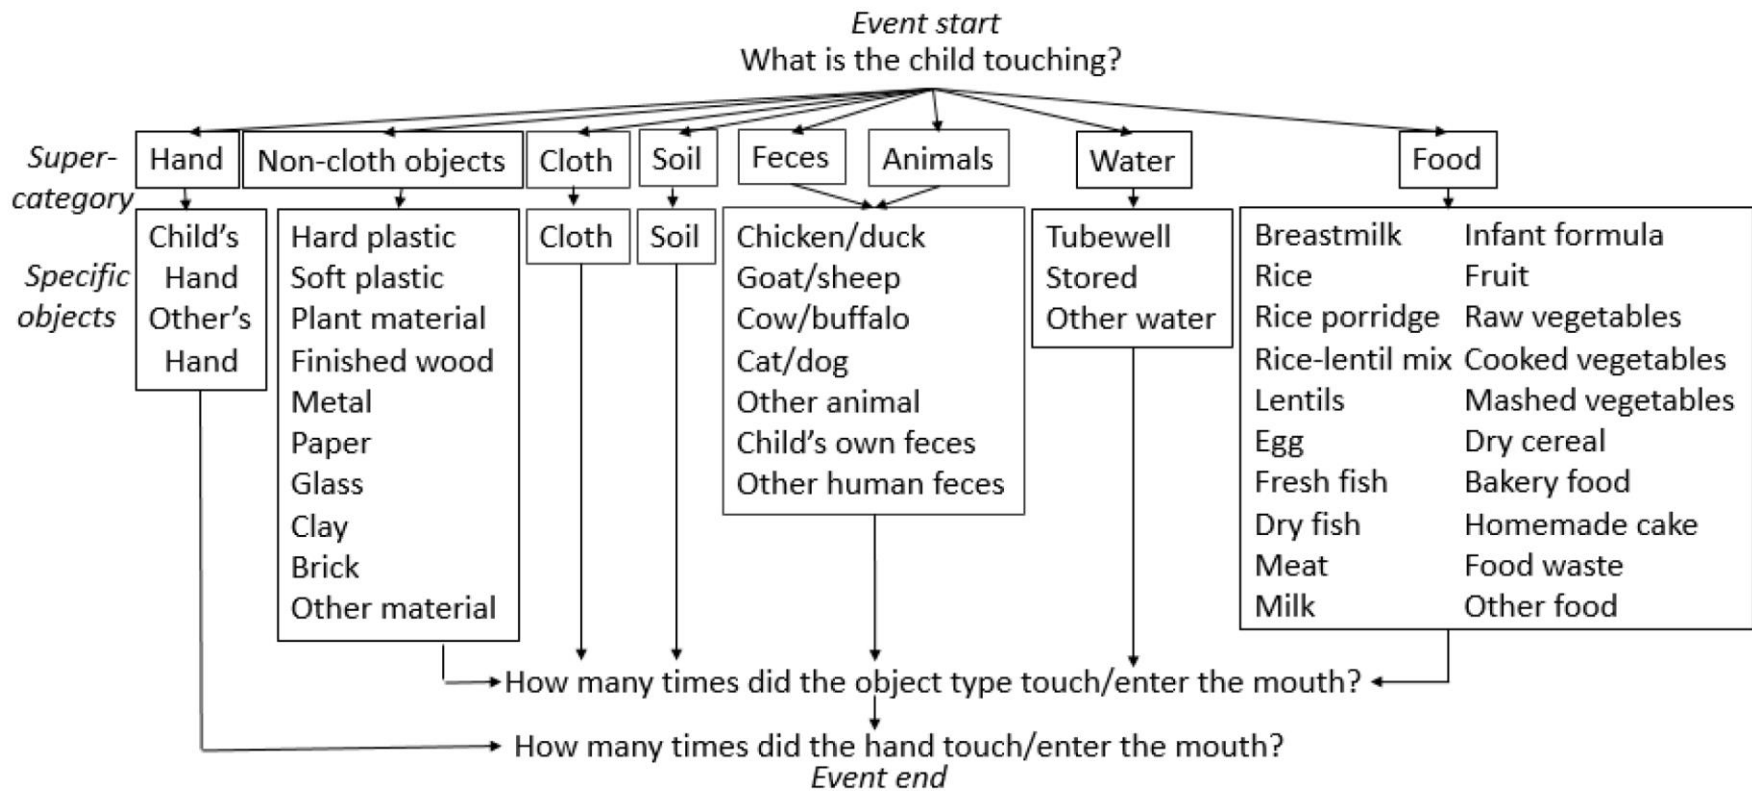 Event start
What is the child touching?
Super-
category
Hand
Non-cloth objects
Cloth
Soil
Feces
Animals
Water
Food
Specific
objects
Child's
Hand
Other's
Hand
Hard plastic
Soft plastic
Plant material
Finished wood
Metal
Paper
Glass
Clay
Brick
Other material
Cloth
Soil
Chicken/duck
Goat/sheep
Cow/buffalo
Cat/dog
Other animal
Child's own feces
Other human feces
Tubewell
Stored
Other water
Breastmilk
Rice
Rice porridge
Rice-lentil mix
Lentils
Egg
Fresh fish
Dry fish
Meat
Milk
Infant formula
Fruit
Raw vegetables
Cooked vegetables
Mashed vegetables
Dry cereal
Bakery food
Homemade cake
Food waste
Other food
How many times did the object type touch/enter the mouth?
How many times did the hand touch/enter the mouth?
Event end